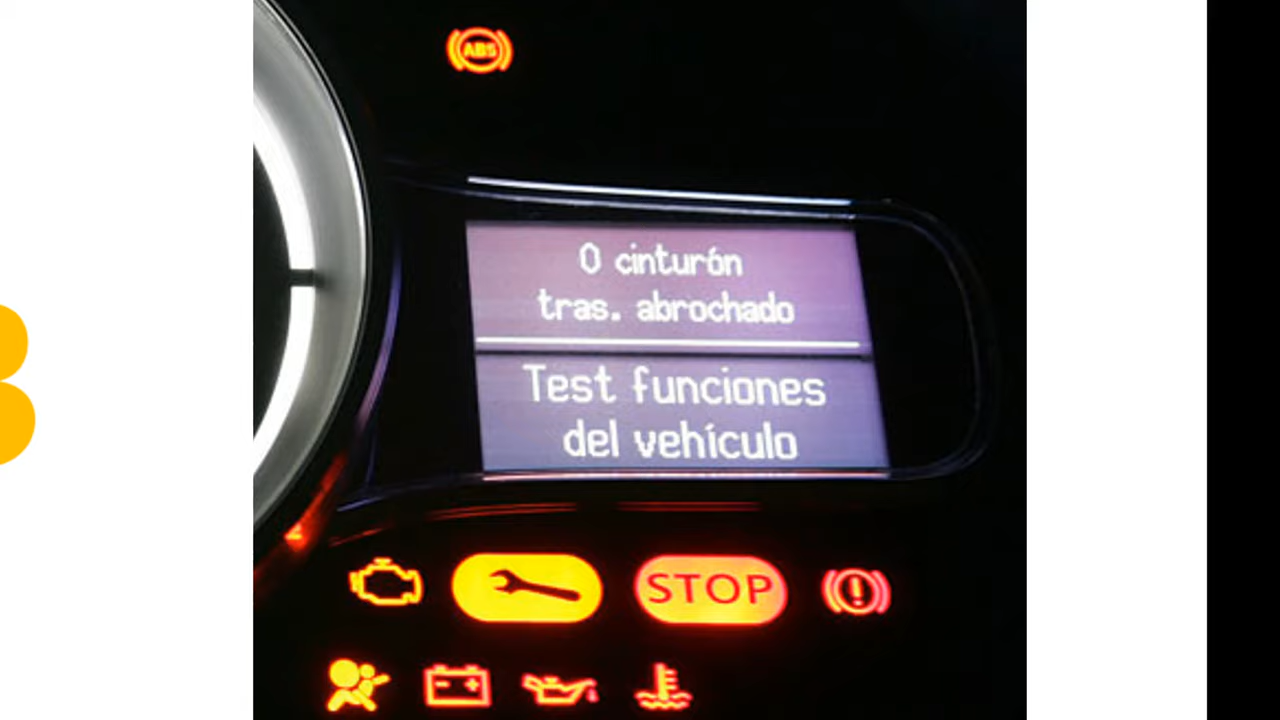 ABS
0 cinturón
tras. abrochado
Test funciones
del vehículo
STOP